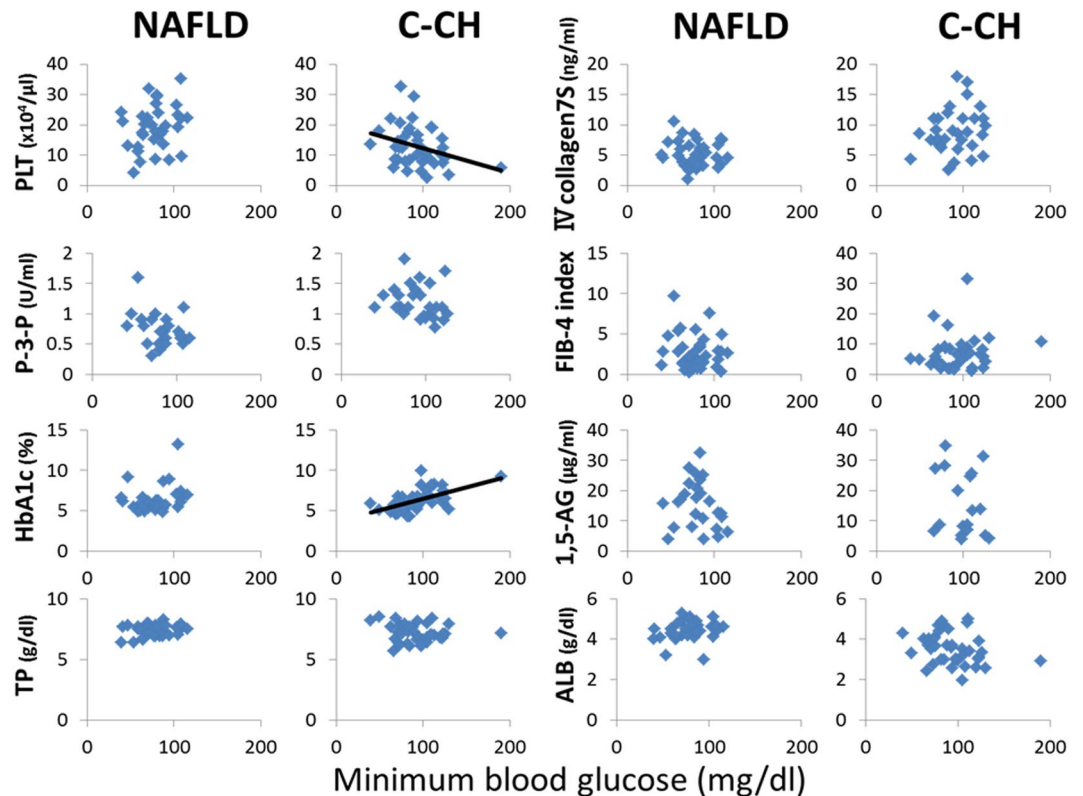 NAFLD C-CH NAFLD C-CH
PLT (x10⁴/μl)
40
30
20
10
0
0 100 200
40
30
20
10
0
0 100 200
Ⅳ collagen7S (ng/ml)
20
15
10
5
0
0 100 200
20
15
10
5
0
0 100 200
P-3-P (U/ml)
2
1.5
1
0.5
0
0 100 200
2
1.5
1
0.5
0
0 100 200
FIB-4 index
15
10
5
0
0 100 200
40
30
20
10
0
0 100 200
HbA1c (%)
15
10
5
0
0 100 200
15
10
5
0
0 100 200
1,5-AG (μg/ml)
40
30
20
10
0
0 100 200
40
30
20
10
0
0 100 200
TP (g/dl)
10
5
0
0 100 200
10
5
0
0 100 200
ALB (g/dl)
6
4
2
0
0 100 200
6
4
2
0
0 100 200
Minimum blood glucose (mg/dl)